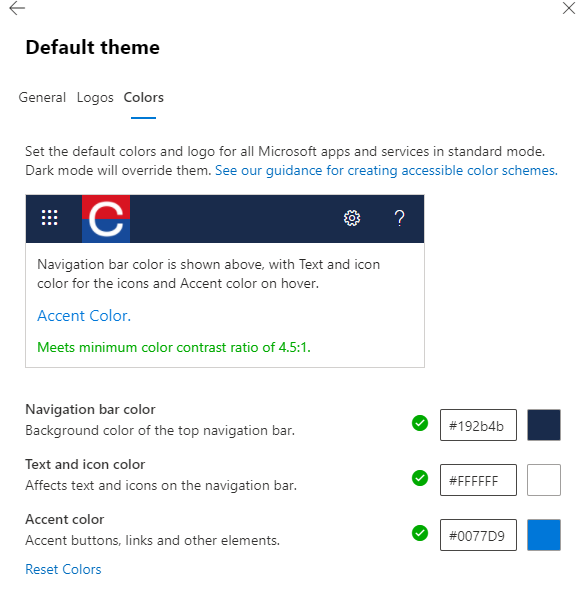 Default theme
General Logos Colors
Set the default colors and logo for all Microsoft apps and services in standard mode.
Dark mode will override them. See our guidance for creating accessible color schemes.
C
?
Navigation bar color is shown above, with Text and icon
color for the icons and Accent color on hover.
Accent Color.
Meets minimum color contrast ratio of 4.5:1.
Navigation bar color
Background color of the top navigation bar.
#192b4b
Text and icon color
Affects text and icons on the navigation bar.
#FFFFFF
Accent color
Accent buttons, links and other elements.
#0077D9
Reset Colors